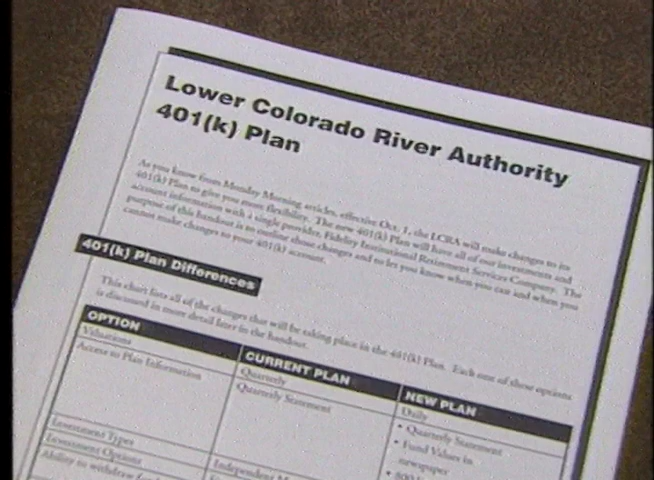 Lower Colorado River Authority
401(k) Plan
As you know from Monday Morning articles, effective Oct. 1, the LCRA will make changes to its
401(k) Plan to give you more flexibility. The new 401(k) Plan will have all of our investments and
account information with a single provider, Fidelity Institutional Retirement Services Company. The
purpose of this handout is to outline those changes and to let you know when you can and when you
cannot make changes to your 401(k) account.
401(k) Plan Differences
This chart lists all of the changes that will be taking place in the 401(k) Plan. Each one of these options
is discussed in more detail later in the handout.
OPTION CURRENT PLAN NEW PLAN
Valuations Quarterly Daily
Access to Plan Information Quarterly Statement • Quarterly Statement
• Fund Values in
newspaper
Investment Types
Investment Options Independent
Ability to withdraw